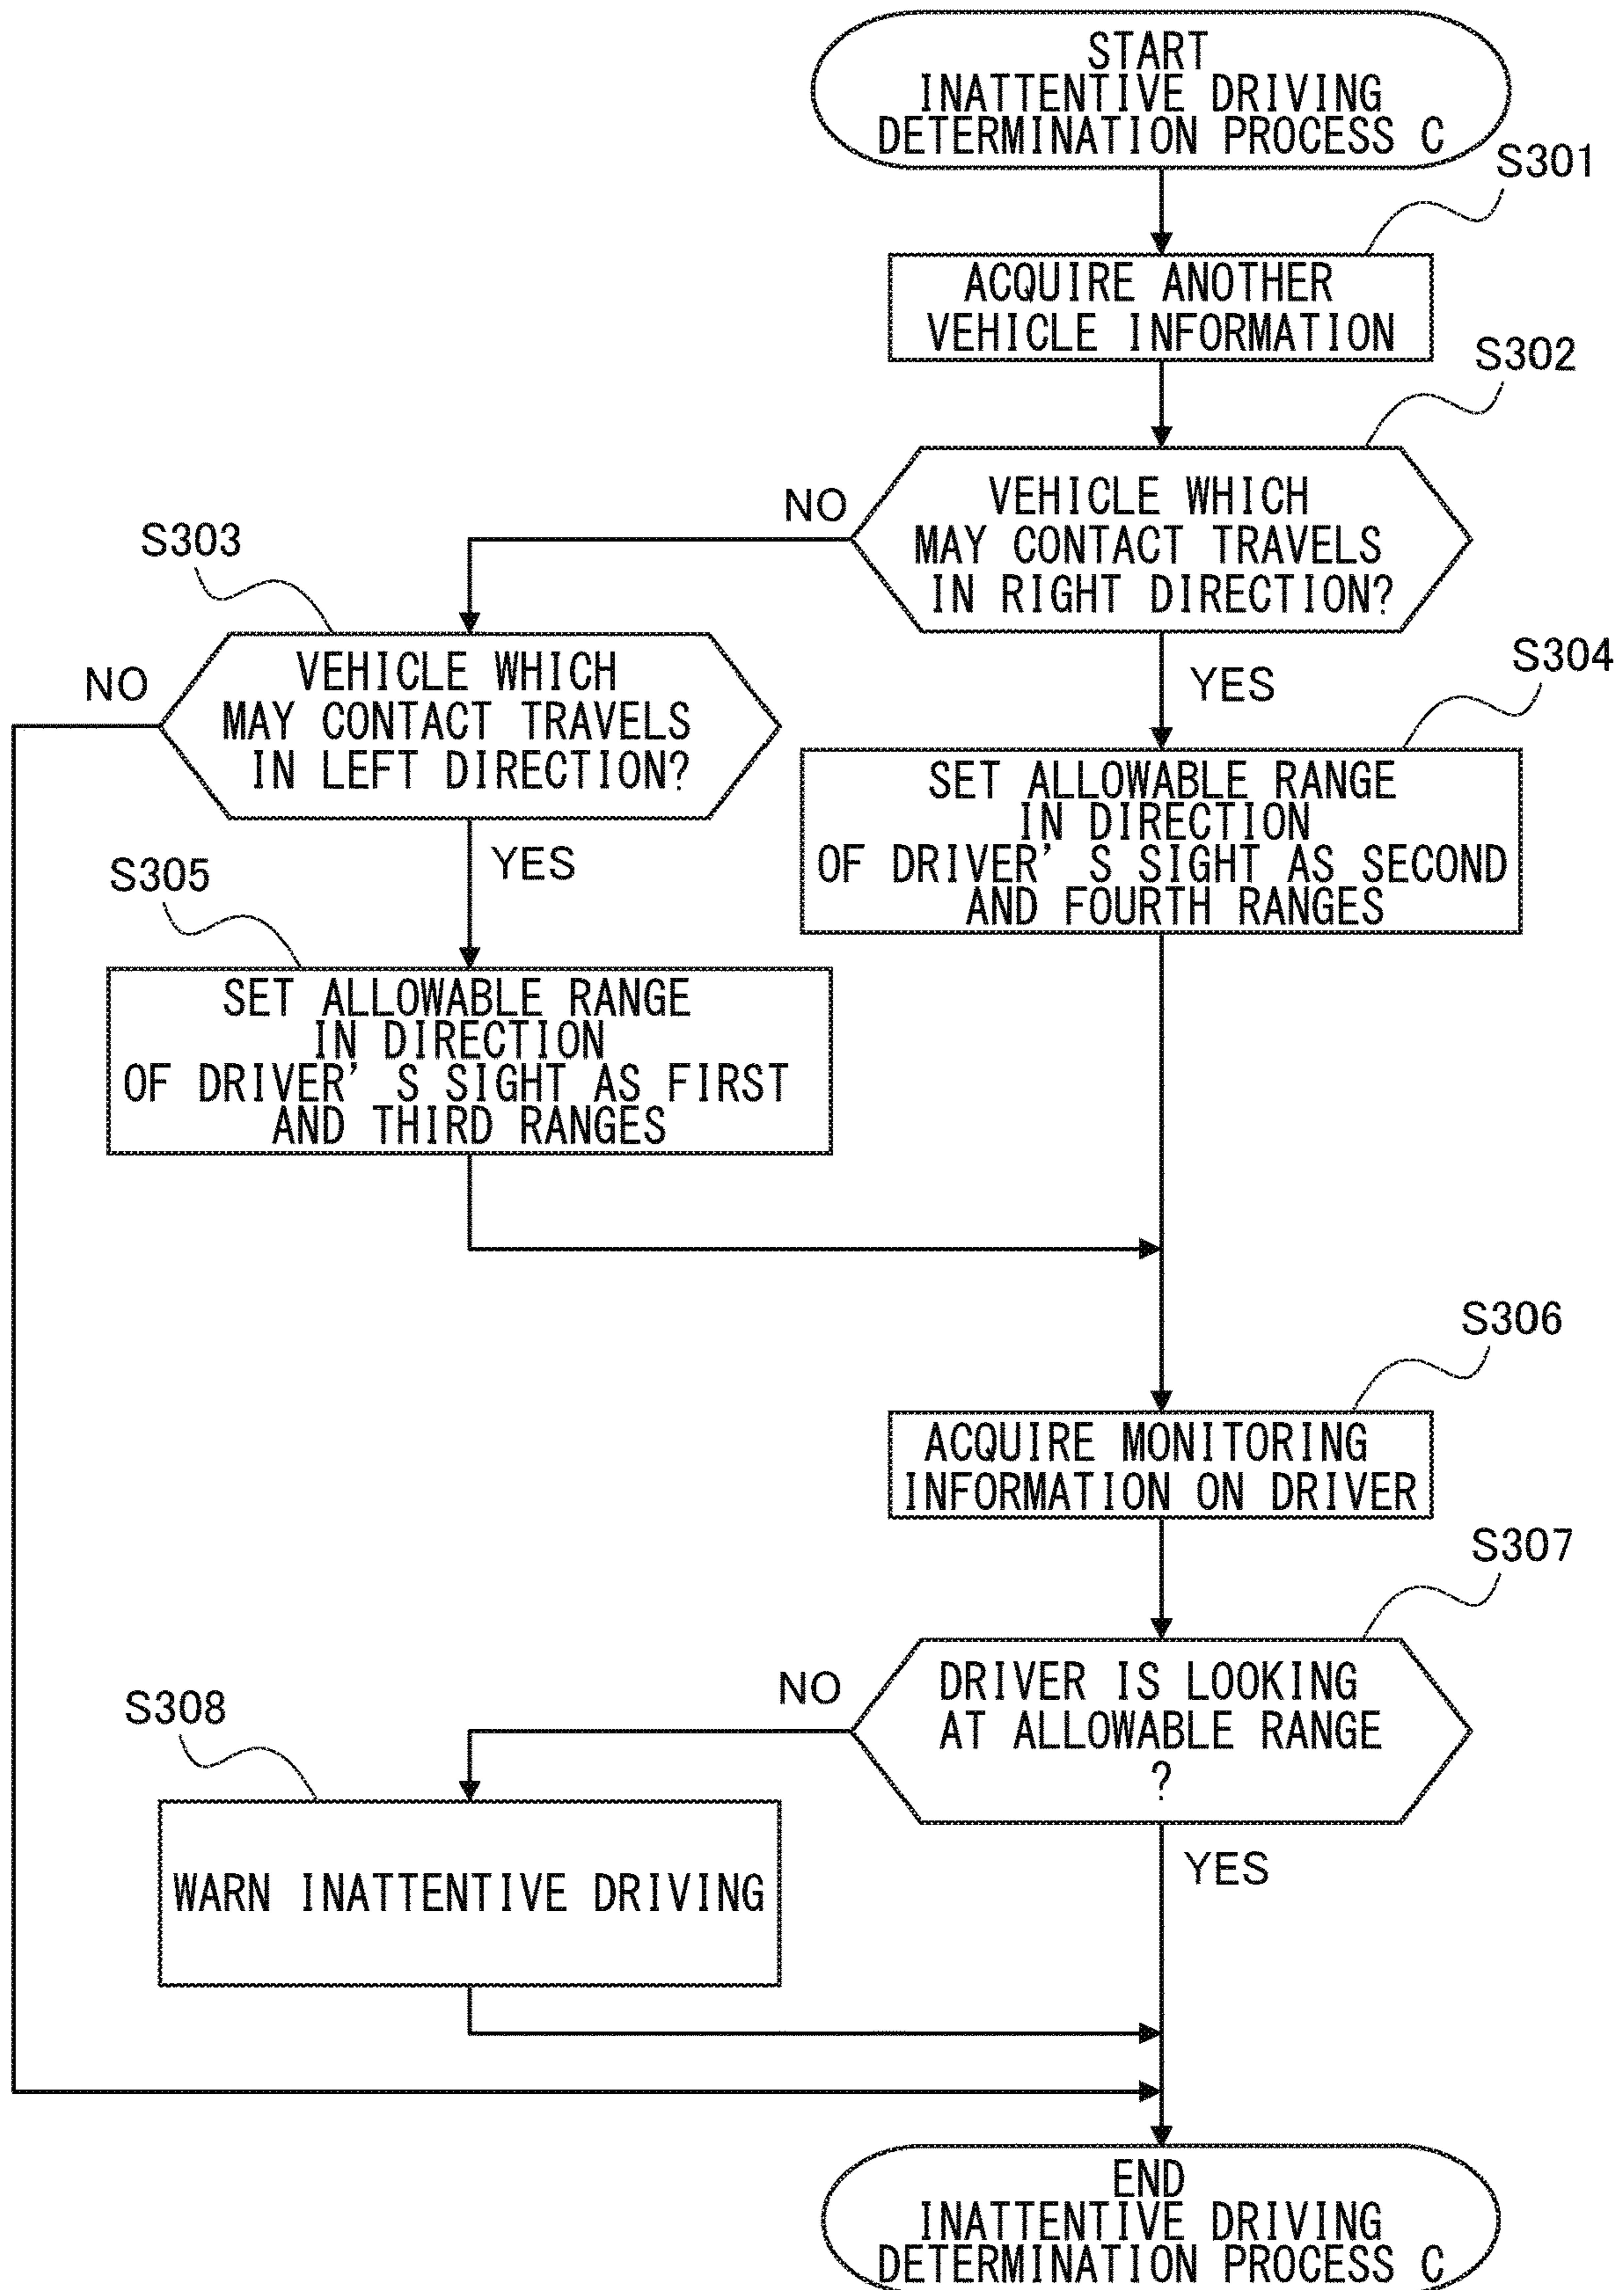 START
INATTENTIVE DRIVING
DETERMINATION PROCESS C
S301
ACQUIRE ANOTHER
VEHICLE INFORMATION
S302
VEHICLE WHICH
MAY CONTACT TRAVELS
IN RIGHT DIRECTION?
NO
YES
S303
VEHICLE WHICH
MAY CONTACT TRAVELS
IN LEFT DIRECTION?
NO
YES
S304
SET ALLOWABLE RANGE
IN DIRECTION
OF DRIVER' S SIGHT AS SECOND
AND FOURTH RANGES
S305
SET ALLOWABLE RANGE
IN DIRECTION
OF DRIVER' S SIGHT AS FIRST
AND THIRD RANGES
S306
ACQUIRE MONITORING
INFORMATION ON DRIVER
S307
DRIVER IS LOOKING
AT ALLOWABLE RANGE
?
NO
YES
S308
WARN INATTENTIVE DRIVING
END
INATTENTIVE DRIVING
DETERMINATION PROCESS C